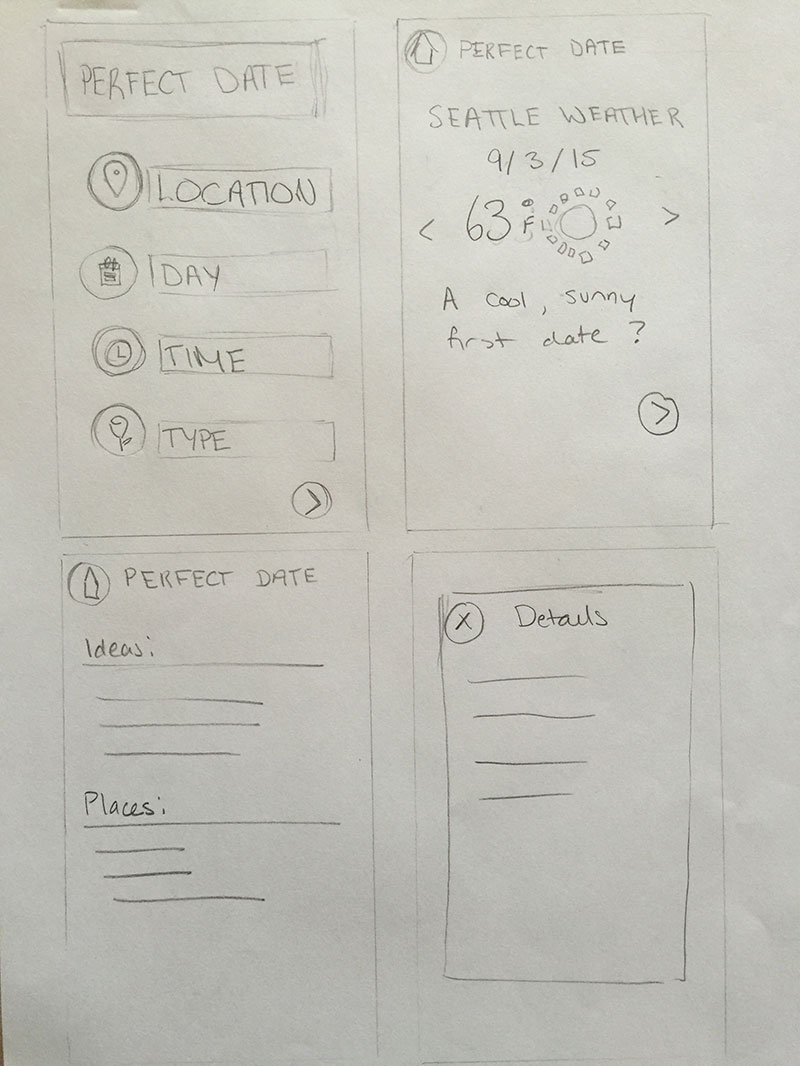 PERFECT DATE
LOCATION
DAY
TIME
TYPE
>
PERFECT DATE
SEATTLE WEATHER
9/3/15
< 63°F >
A cool, sunny
first date?
>
PERFECT DATE
Ideas:
Places:
X Details